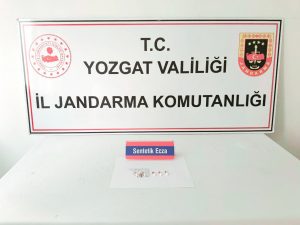 T.C.
YOZGAT VALİLİĞİ
İL JANDARMA KOMUTANLIĞI
Sentetik Ecza